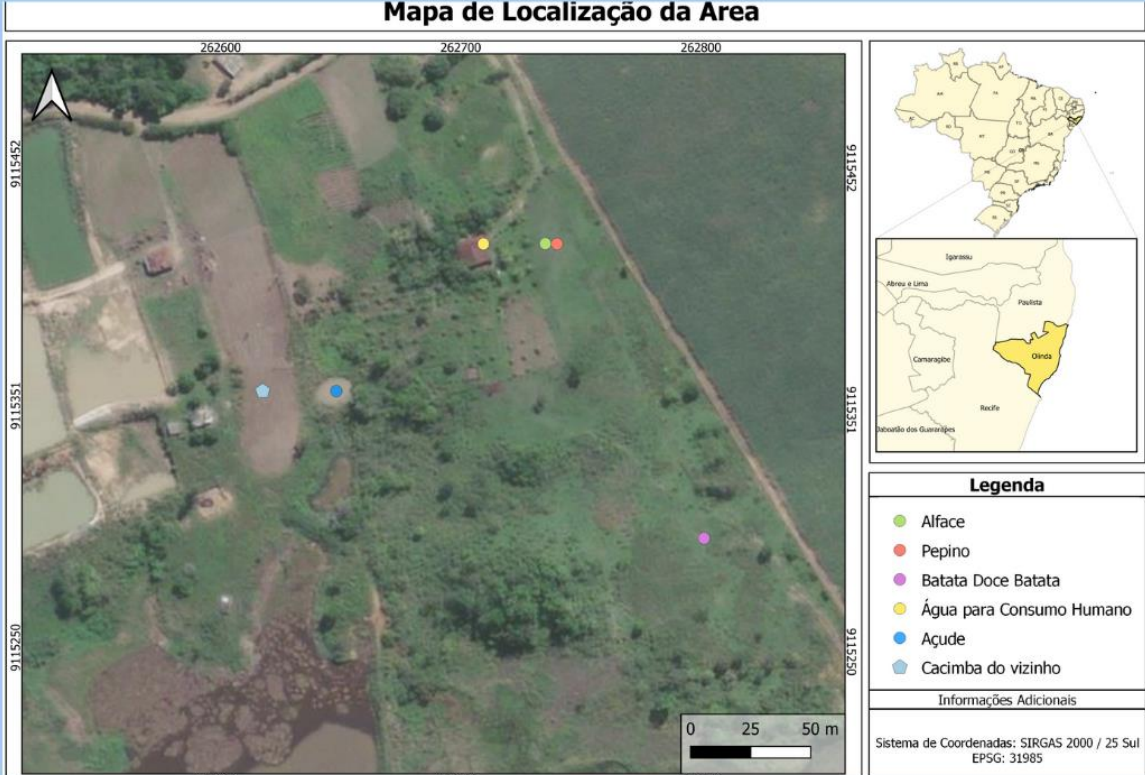 Mapa de Localização da Área
262600
262700
262800
9115452
9115351
9115250
9115452
9115351
9115250
0 25 50 m
Igarassu
Abreu e Lima
Paulista
Olinda
Camaragibe
Recife
Jaboatão dos Guararapes
Legenda
Alface
Pepino
Batata Doce Batata
Água para Consumo Humano
Açude
Cacimba do vizinho
Informações Adicionais
Sistema de Coordenadas: SIRGAS 2000 / 25 Sul
EPSG: 31985